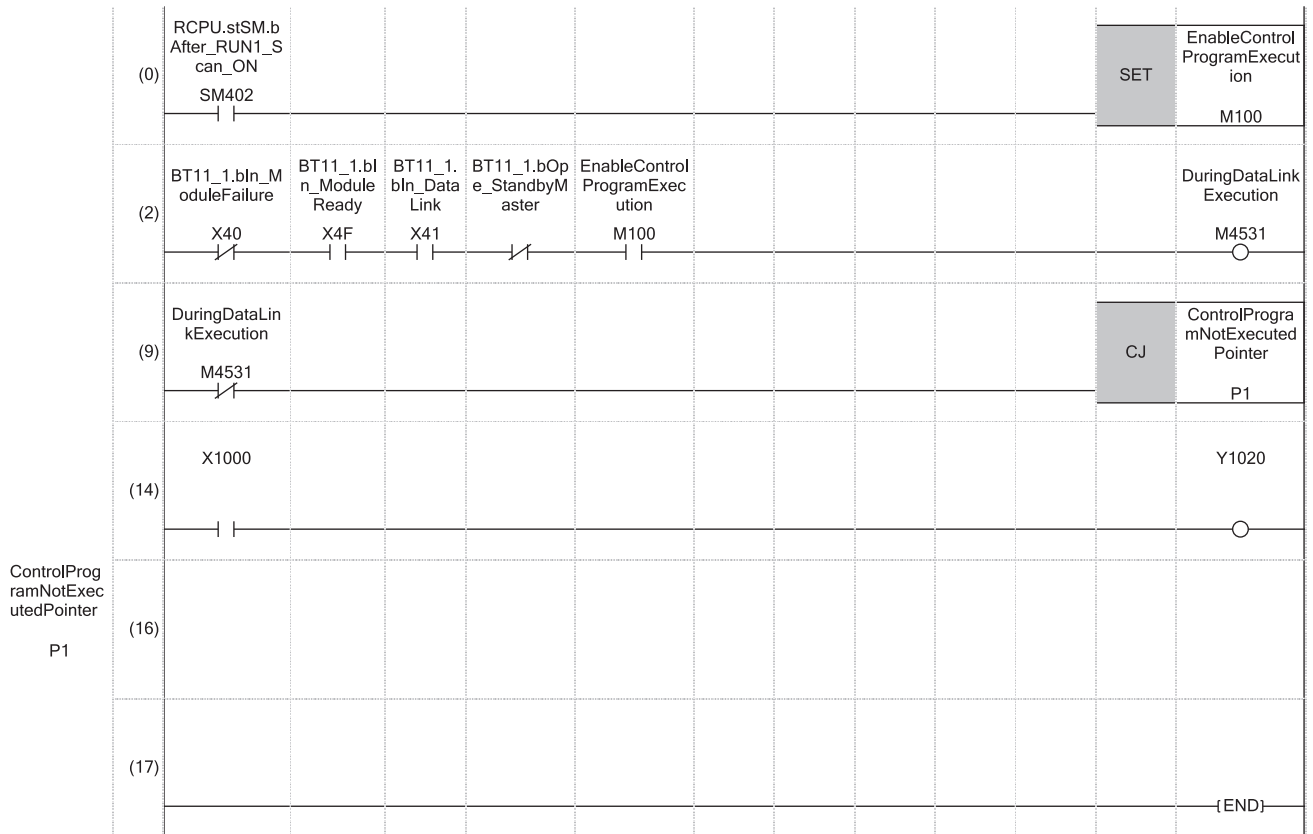 RCPU.stSM.b
After_RUN1_S
can_ON
EnableControl
ProgramExecut
ion
(0)
SET
SM402
M100
BT11_1.bIn_M
oduleFailure
BT11_1.bI
n_Module
Ready
BT11_1.
bIn_Data
Link
BT11_1.bOp
e_StandbyM
aster
EnableControl
ProgramExec
ution
DuringDataLink
Execution
(2)
X40
X4F
X41
M100
M4531
DuringDataLin
kExecution
ControlProgra
mNotExecuted
Pointer
(9)
CJ
M4531
P1
X1000
Y1020
(14)
ControlProg
ramNotExec
utedPointer
(16)
P1
(17)
[END]